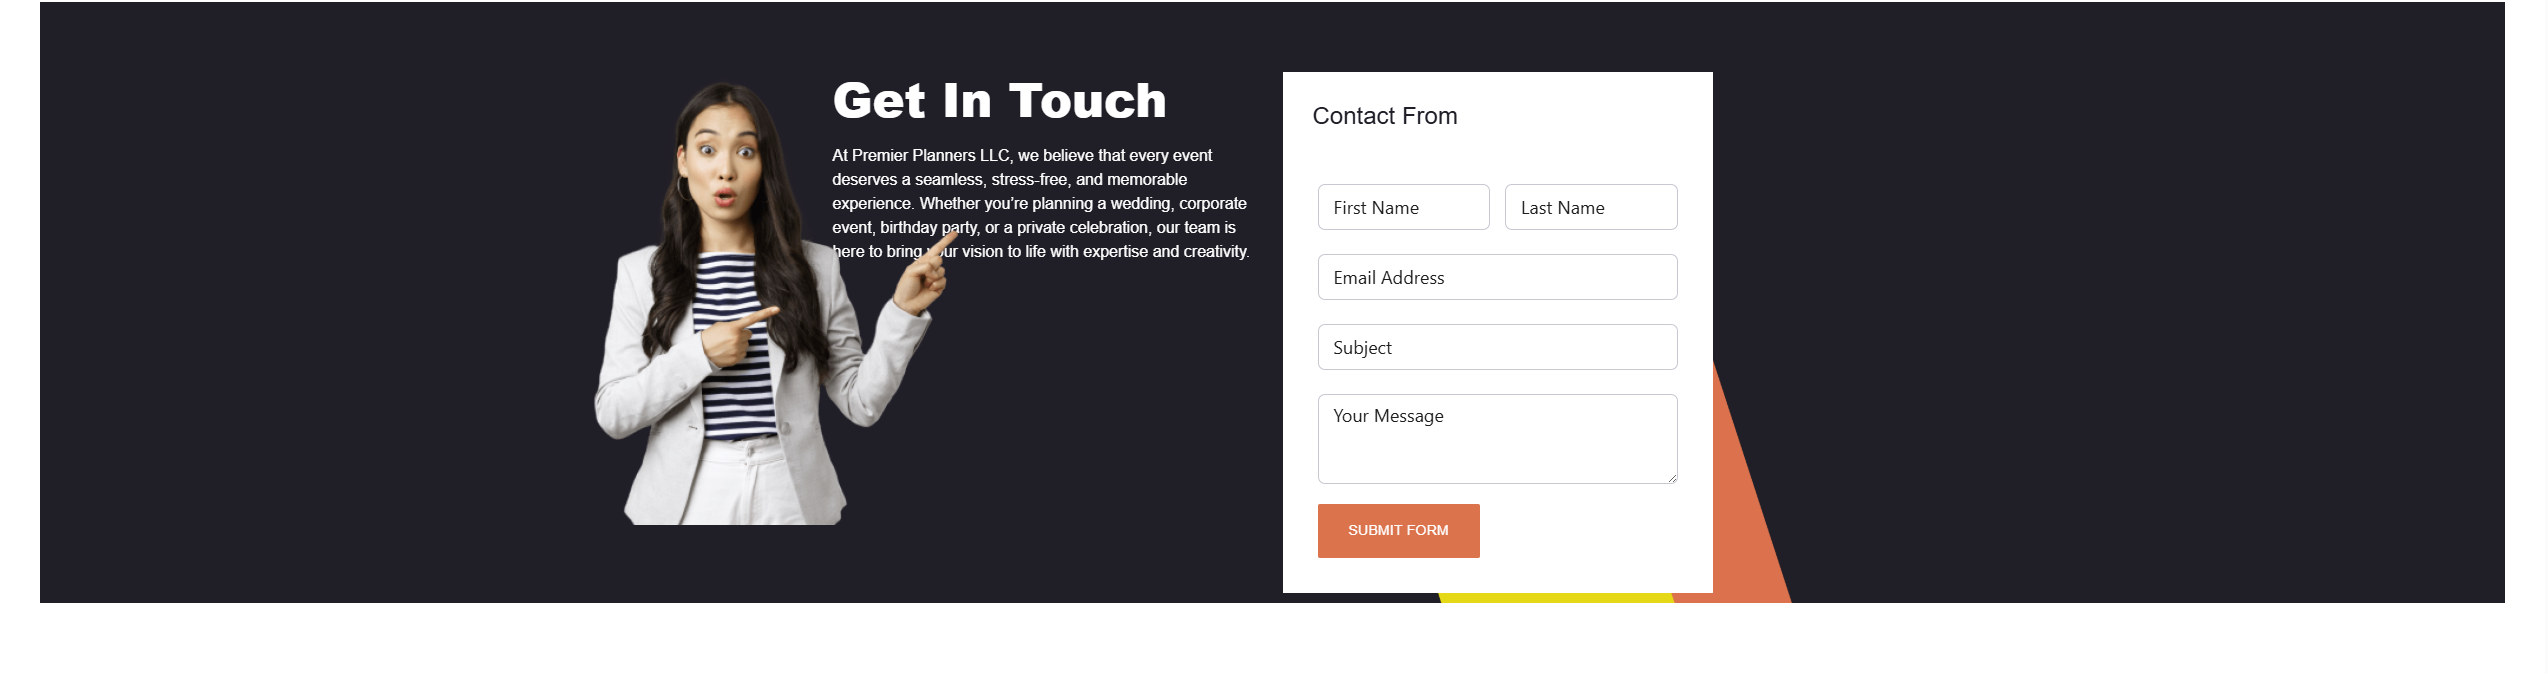 Get In Touch
At Premier Planners LLC, we believe that every event
deserves a seamless, stress-free, and memorable
experience. Whether you’re planning a wedding, corporate
event, birthday party, or a private celebration, our team is
here to bring your vision to life with expertise and creativity.
Contact From
First Name
Last Name
Email Address
Subject
Your Message
SUBMIT FORM